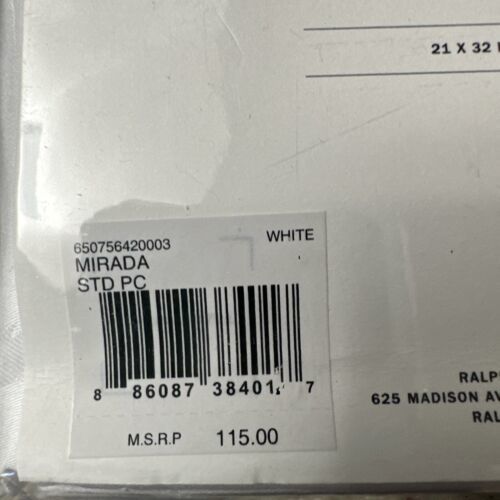 21 X 32
650756420003
WHITE
MIRADA
STD PC
8 86087 38401 7
M.S.R.P 115.00
RALP
625 MADISON AV
RAL